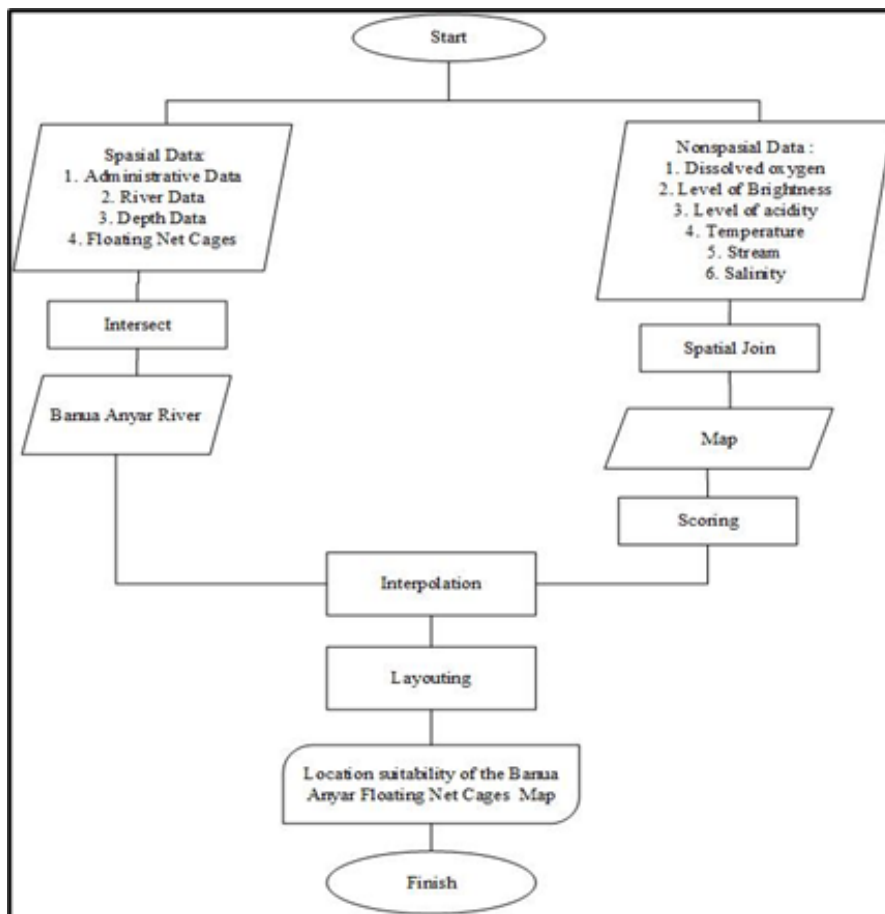 Start
Spasial Data:
1. Administrative Data
2. River Data
3. Depth Data
4. Floating Net Cages
Nonspasial Data :
1. Dissolved oxygen
2. Level of Brightness
3. Level of acidity
4. Temperature
5. Stream
6. Salinity
Intersect
Spatial Join
Banua Anyar River
Map
Scoring
Interpolation
Layouting
Location suitability of the Banua
Anyar Floating Net Cages Map
Finish